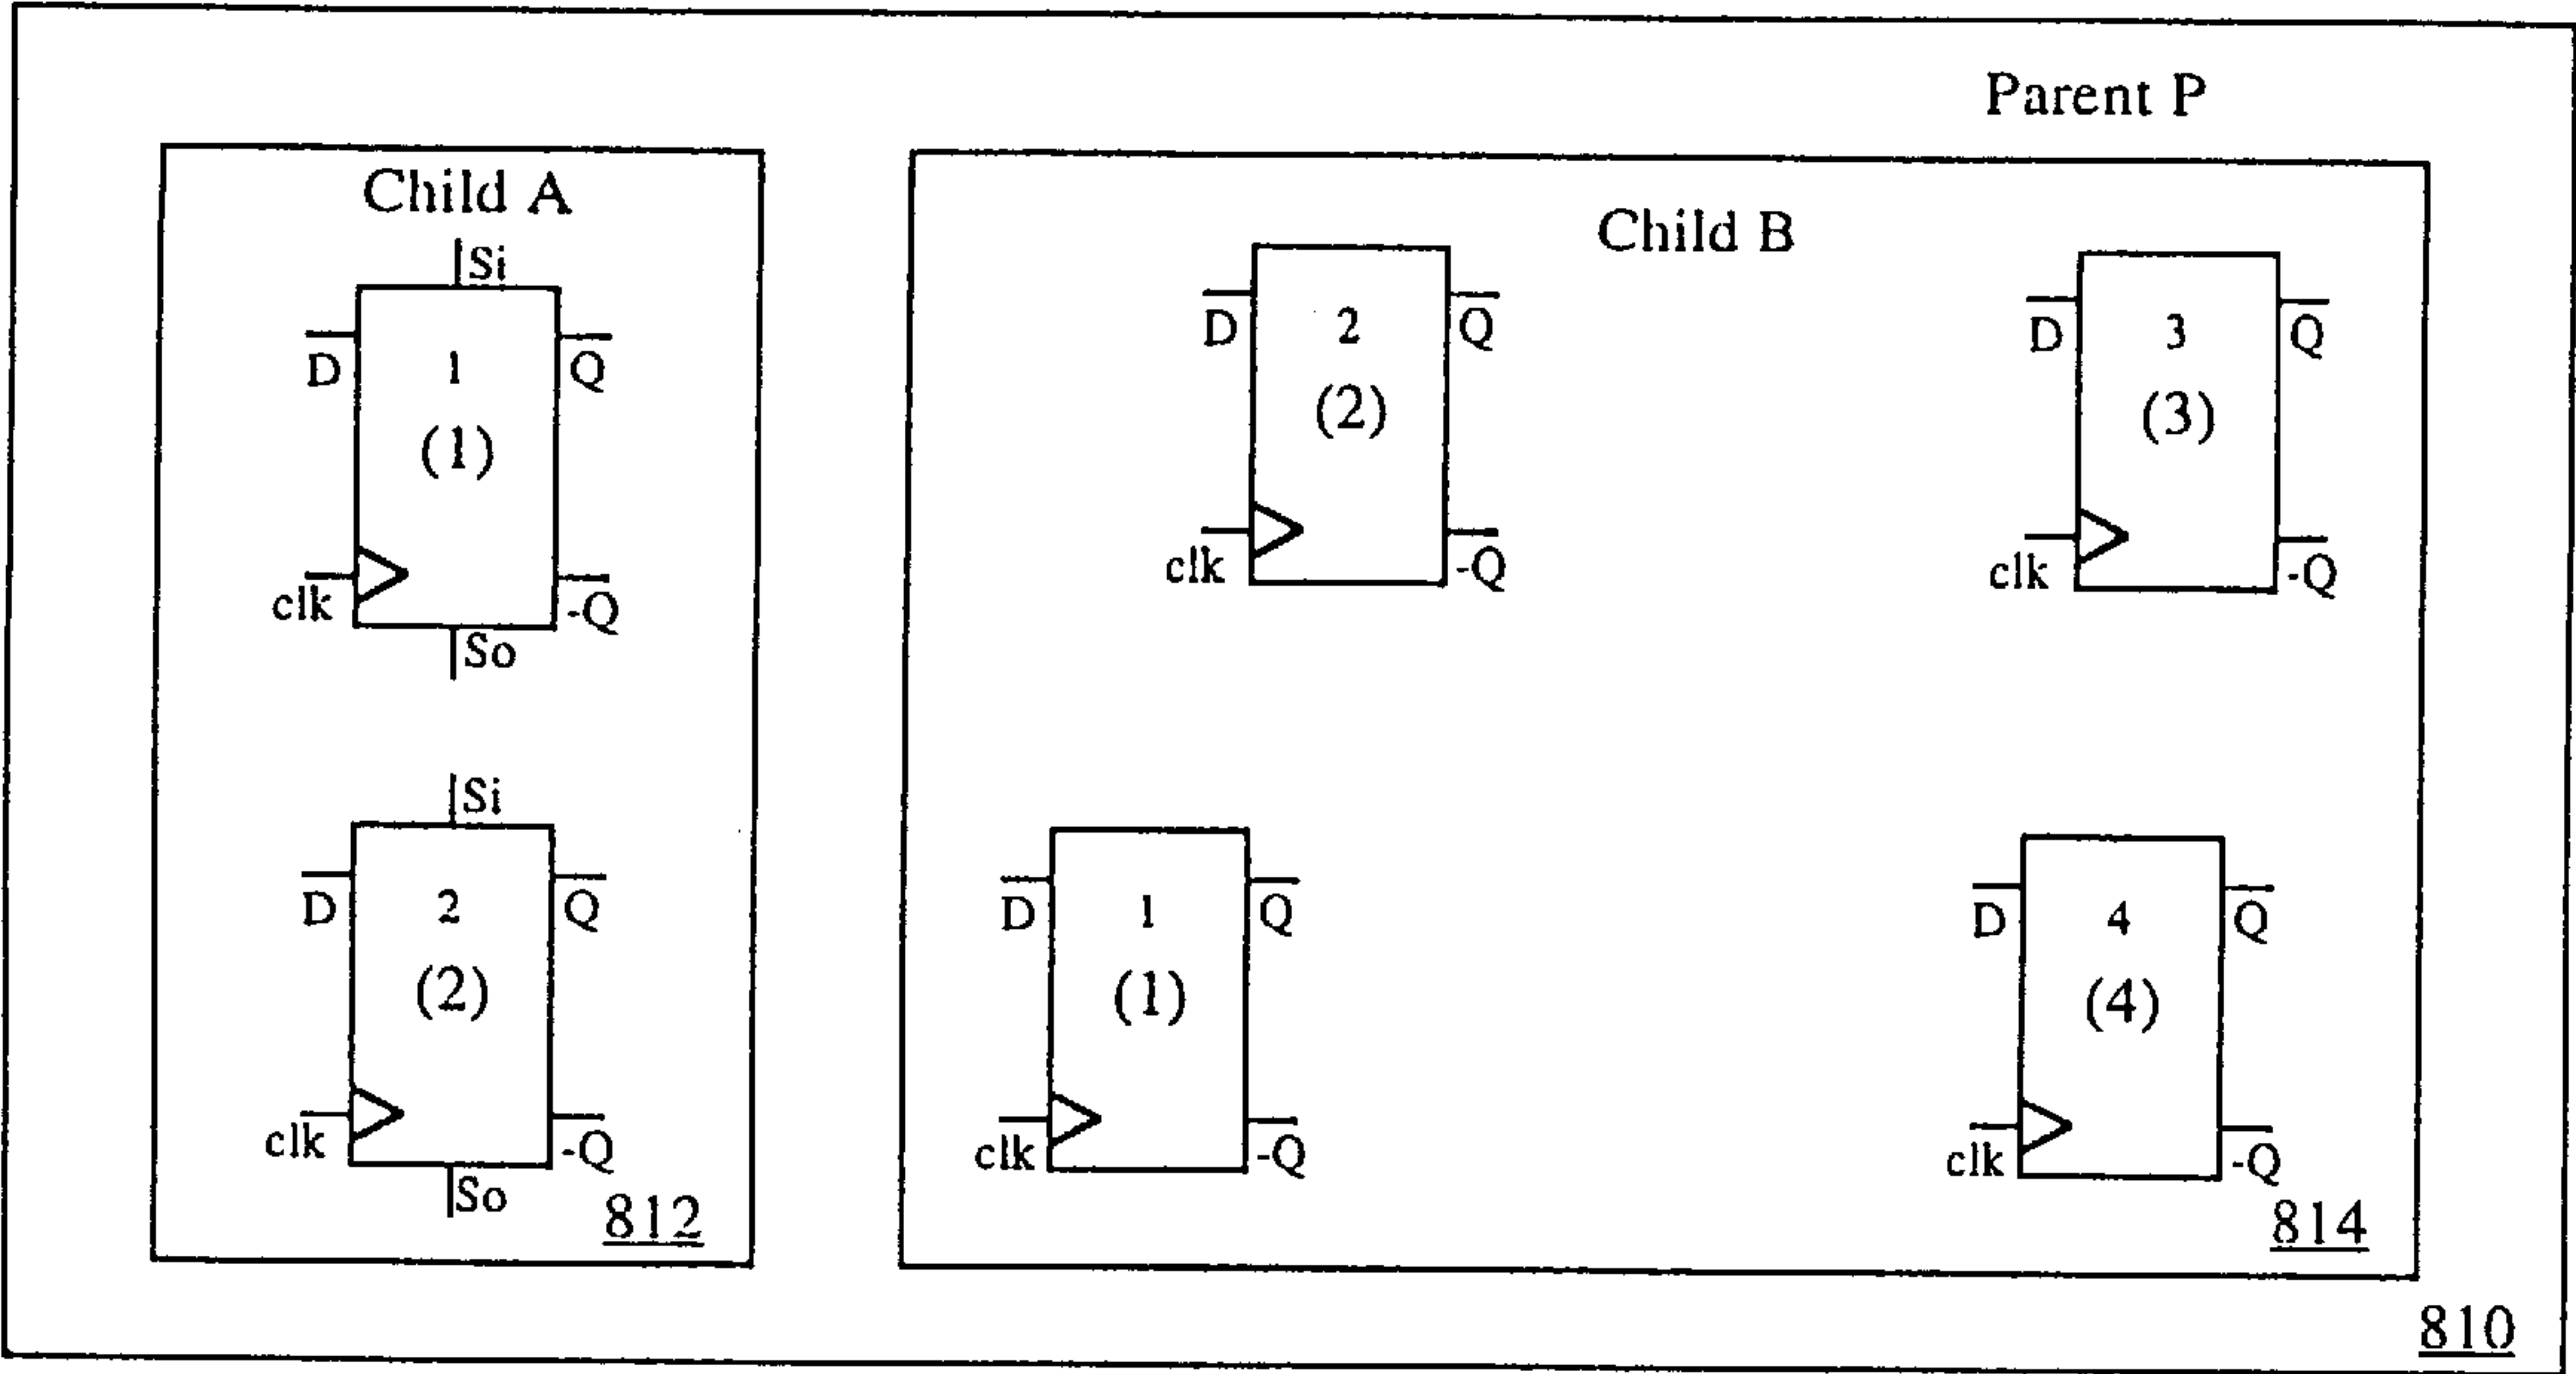 Parent P
Child A
Si
D 1 Q
(1)
clk -Q
So
Si
D 2 Q
(2)
clk -Q
So
812
Child B
D 2 Q
(2)
clk -Q
D 3 Q
(3)
clk -Q
D 1 Q
(1)
clk -Q
D 4 Q
(4)
clk -Q
814
810